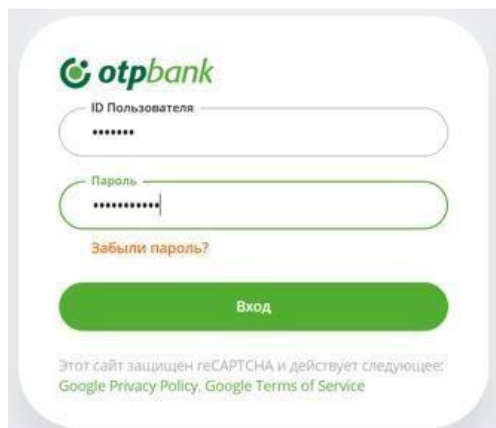 otpbank
ID Пользователя
•••••••
Пароль
•••••••••••
Забыли пароль?
Вход
Этот сайт защищен reCAPTCHA и действует следующее:
Google Privacy Policy, Google Terms of Service